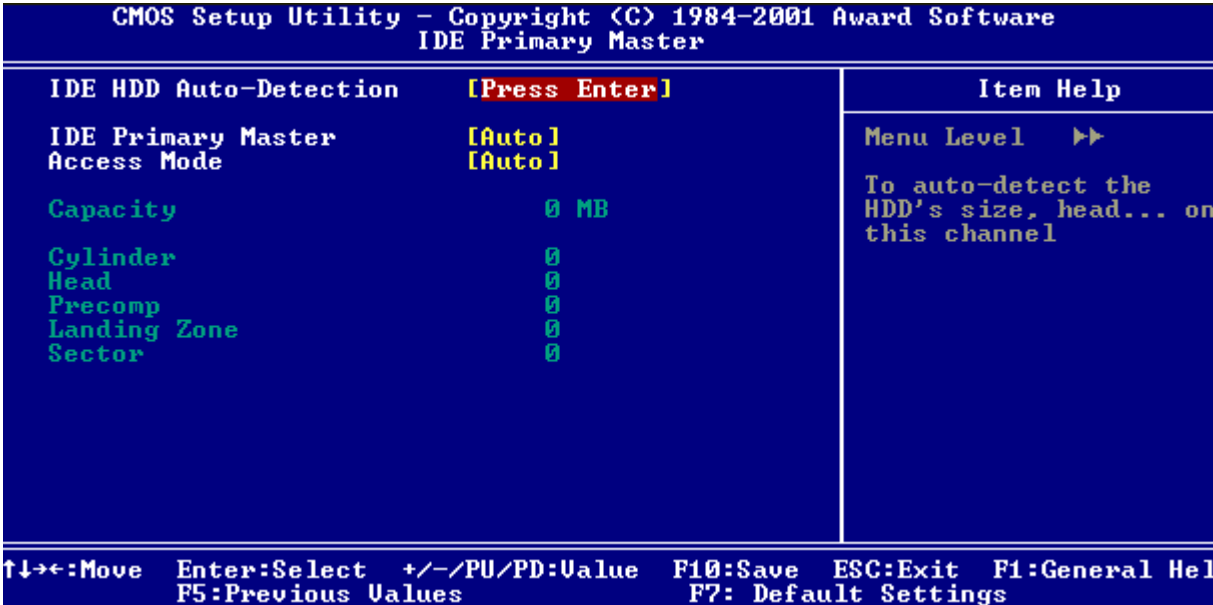 CMOS Setup Utility - Copyright (C) 1984-2001 Award Software
IDE Primary Master
IDE HDD Auto-Detection [Press Enter]
IDE Primary Master [Auto]
Access Mode [Auto]
Capacity 0 MB
Cylinder 0
Head 0
Precomp 0
Landing Zone 0
Sector 0
Item Help
Menu Level ►►
To auto-detect the
HDD's size, head... on
this channel
↑↓→←:Move Enter:Select +/-/PU/PD:Value F10:Save ESC:Exit F1:General Hel
F5:Previous Values F7: Default Settings